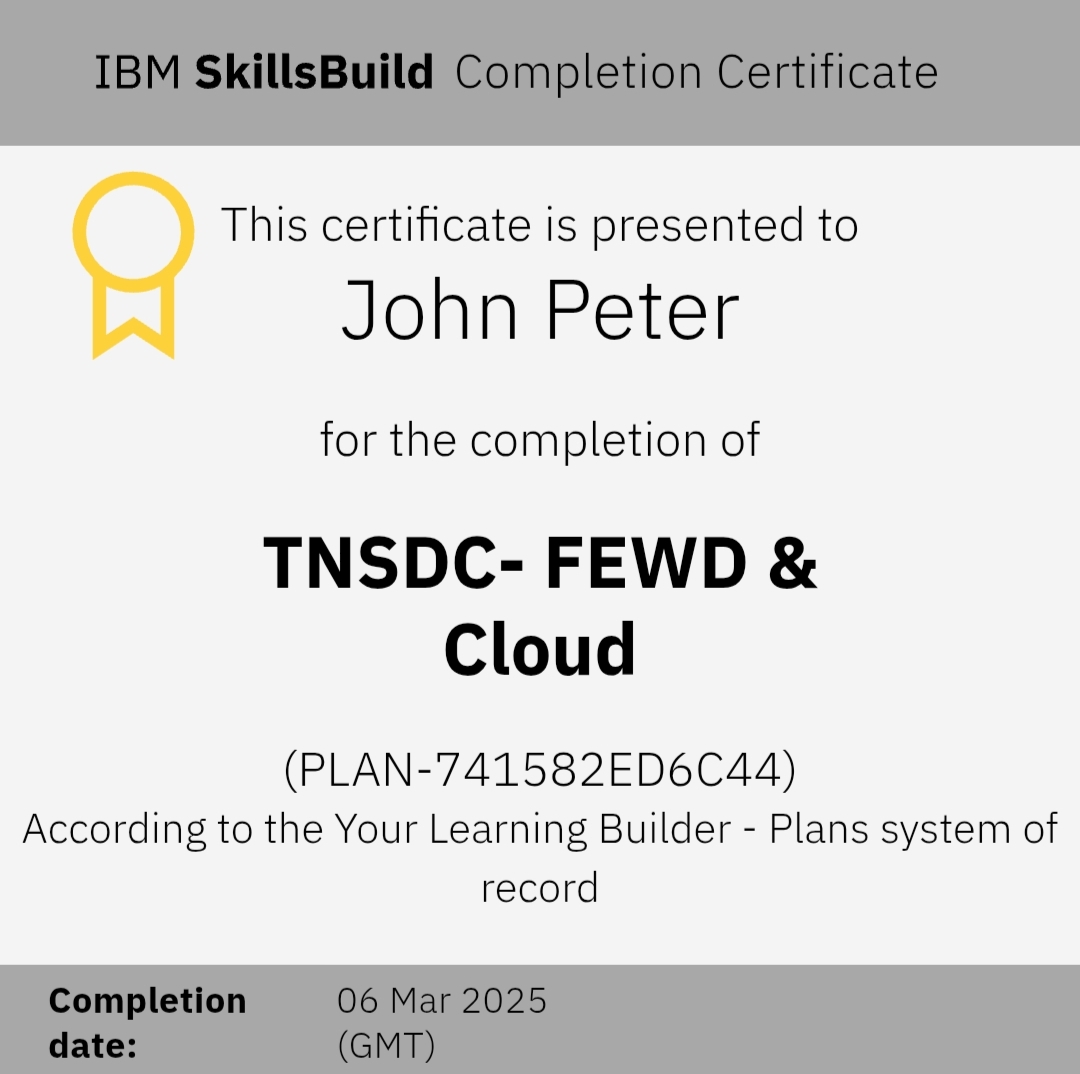 IBM SkillsBuild Completion Certificate
This certificate is presented to
John Peter
for the completion of
TNSDC- FEWD &
Cloud
(PLAN-741582ED6C44)
According to the Your Learning Builder - Plans system of
record
Completion date: 06 Mar 2025 (GMT)